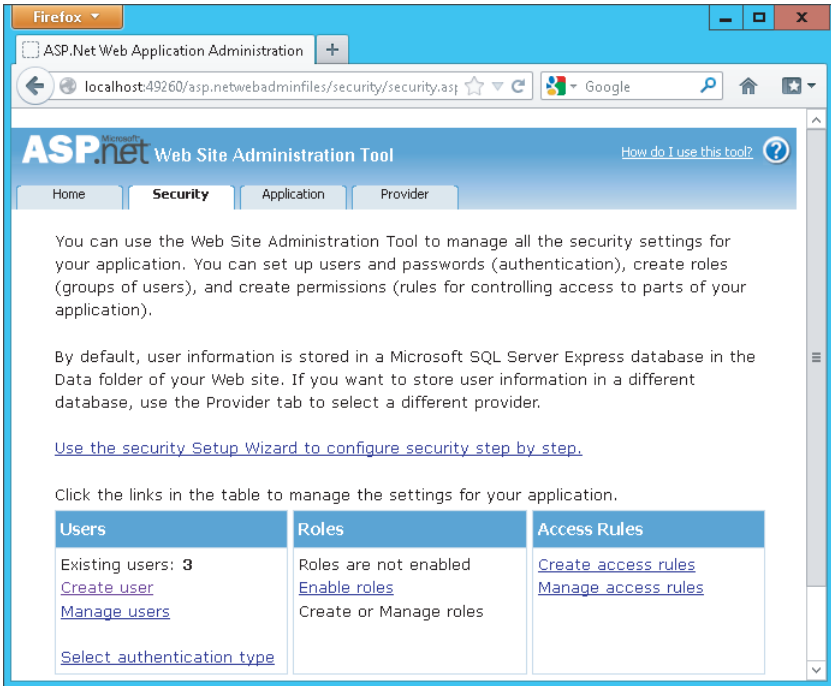 Firefox
ASP.Net Web Application Administration
localhost:49260/asp.netwebadminfiles/security/security.asp
Google
Microsoft
ASP.net Web Site Administration Tool
How do I use this tool?
Home Security Application Provider
You can use the Web Site Administration Tool to manage all the security settings for
your application. You can set up users and passwords (authentication), create roles
(groups of users), and create permissions (rules for controlling access to parts of your
application).
By default, user information is stored in a Microsoft SQL Server Express database in the
Data folder of your Web site. If you want to store user information in a different
database, use the Provider tab to select a different provider.
Use the security Setup Wizard to configure security step by step.
Click the links in the table to manage the settings for your application.
Users Roles Access Rules
Existing users: 3 Roles are not enabled Create access rules
Create user Enable roles Manage access rules
Manage users Create or Manage roles
Select authentication type